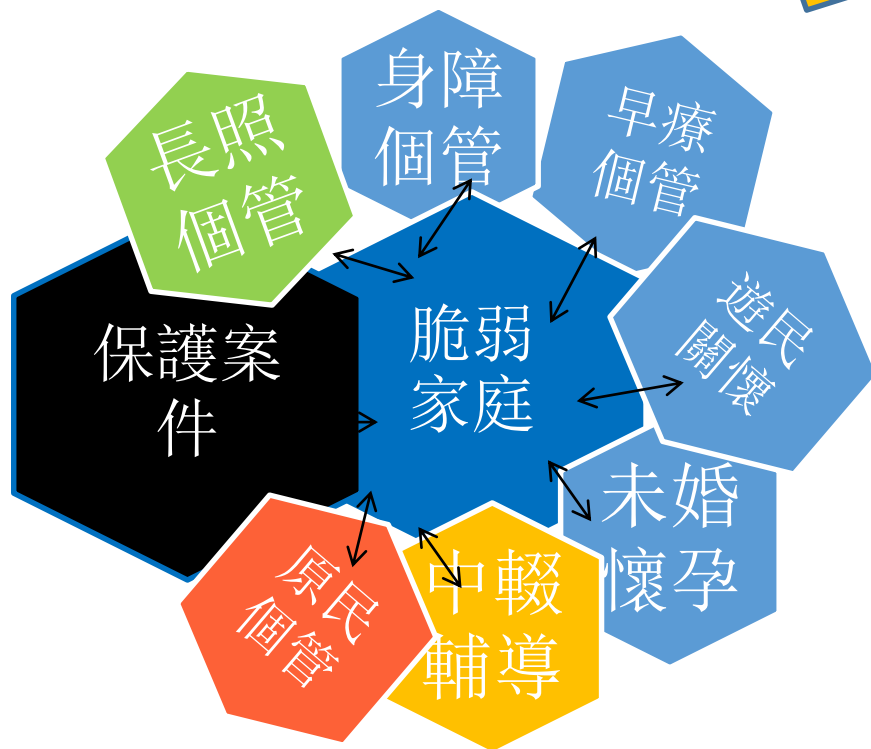 身障
個管
早療
個管
長照
個管
遊民
關懷
脆弱
家庭
保護案
件
未婚
懷孕
中輟
輔導
原民
個管